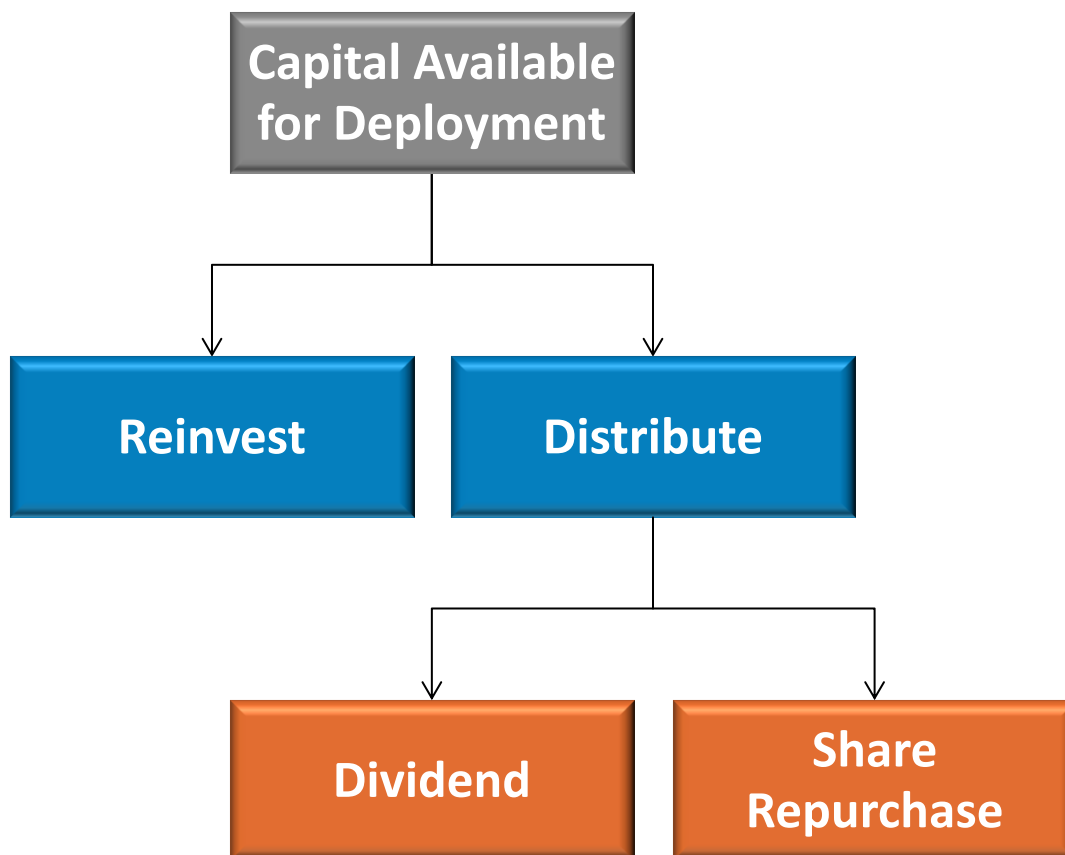 Capital Available
for Deployment
Reinvest
Distribute
Dividend
Share
Repurchase